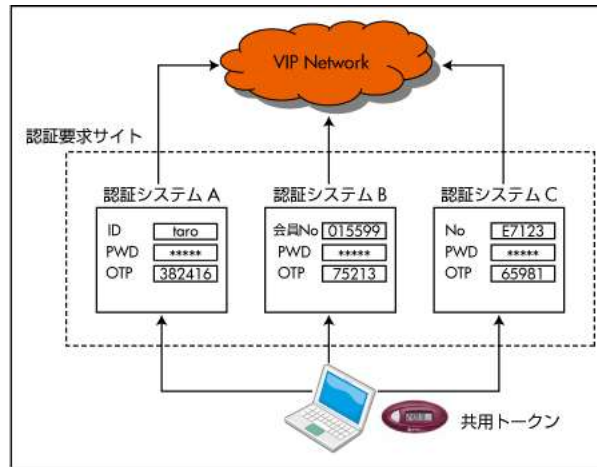 VIP Network
認証要求サイト
認証システム A
ID taro
PWD *****
OTP 382416
認証システム B
会員No 015599
PWD *****
OTP 75213
認証システム C
No E7123
PWD *****
OTP 65981
共用トークン